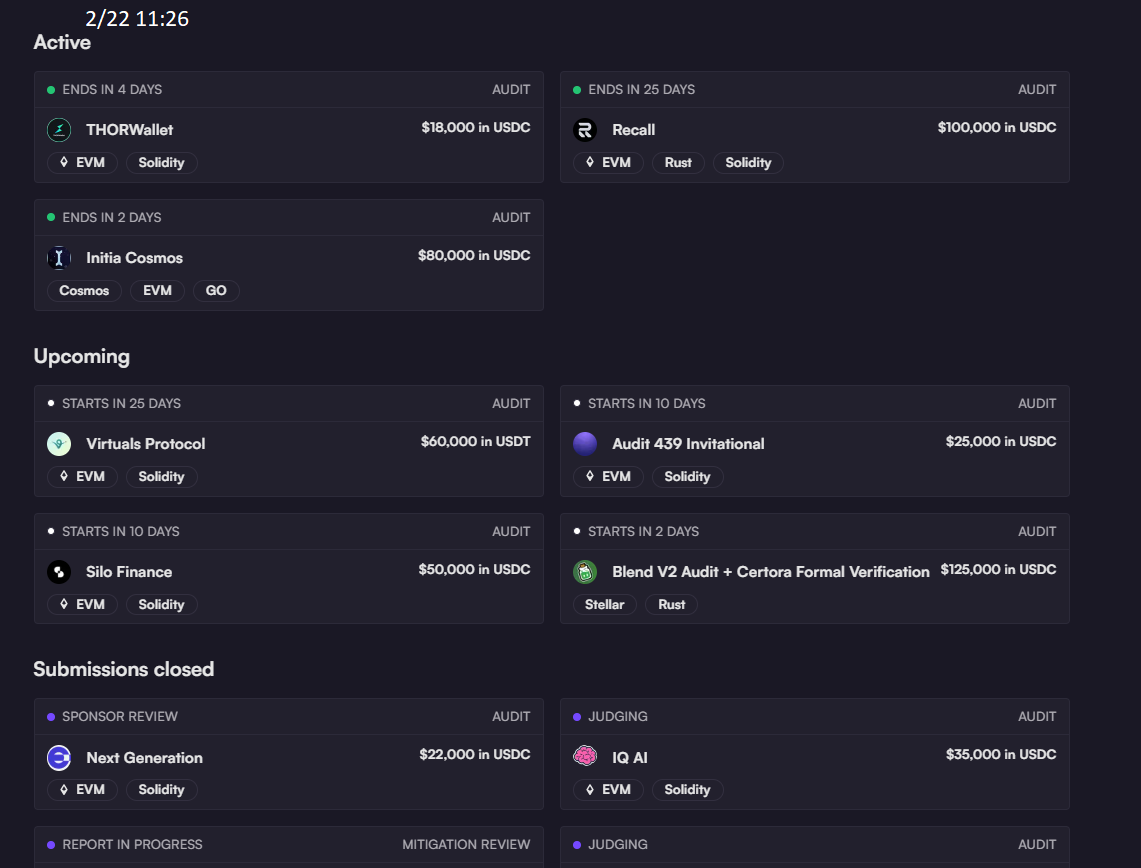 2/22 11:26
Active
ENDS IN 4 DAYS AUDIT
THORWallet $18,000 in USDC
EVM Solidity
ENDS IN 25 DAYS AUDIT
Recall $100,000 in USDC
EVM Rust Solidity
ENDS IN 2 DAYS AUDIT
Initia Cosmos $80,000 in USDC
Cosmos EVM GO
Upcoming
STARTS IN 25 DAYS AUDIT
Virtuals Protocol $60,000 in USDT
EVM Solidity
STARTS IN 10 DAYS AUDIT
Audit 439 Invitational $25,000 in USDC
EVM Solidity
STARTS IN 10 DAYS AUDIT
Silo Finance $50,000 in USDC
EVM Solidity
STARTS IN 2 DAYS AUDIT
Blend V2 Audit + Certora Formal Verification $125,000 in USDC
Stellar Rust
Submissions closed
SPONSOR REVIEW AUDIT
Next Generation $22,000 in USDC
EVM Solidity
JUDGING AUDIT
IQ AI $35,000 in USDC
EVM Solidity
REPORT IN PROGRESS MITIGATION REVIEW
JUDGING AUDIT